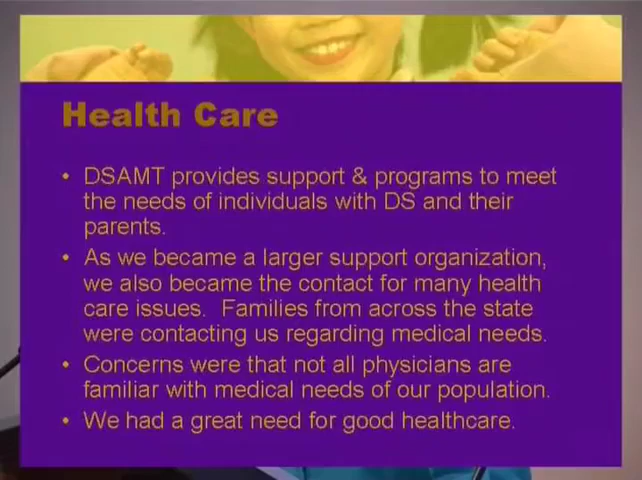 Health Care
• DSAMT provides support & programs to meet
the needs of individuals with DS and their
parents.
• As we became a larger support organization,
we also became the contact for many health
care issues.  Families from across the state
were contacting us regarding medical needs.
• Concerns were that not all physicians are
familiar with medical needs of our population.
• We had a great need for good healthcare.